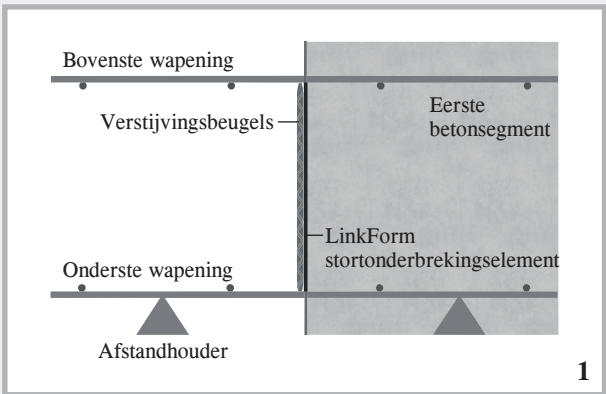 Bovenste wapening
Verstijvingsbeugels
Eerste
betonsegment
LinkForm
stortonderbrekingselement
Onderste wapening
Afstandhouder
1